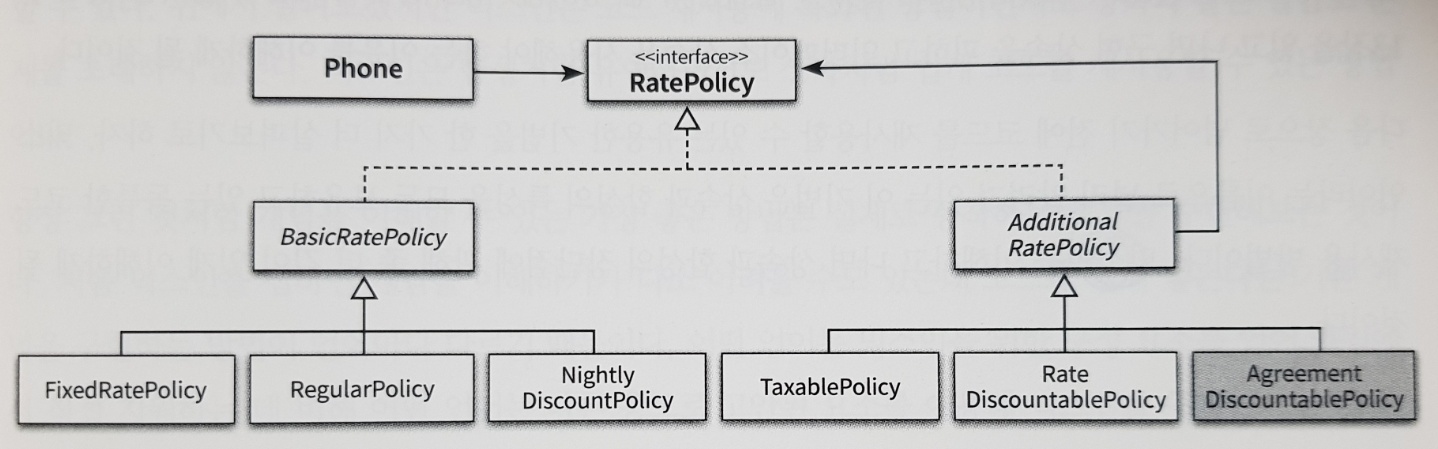 Phone
<<interface>>
RatePolicy
BasicRatePolicy
Additional
RatePolicy
FixedRatePolicy
RegularPolicy
Nightly
DiscountPolicy
TaxablePolicy
Rate
DiscountablePolicy
Agreement
DiscountablePolicy